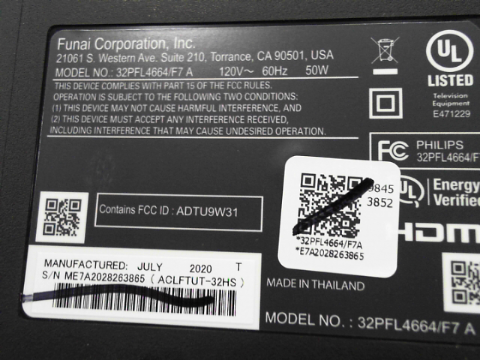 Funai Corporation, Inc.
21061 S. Western Ave. Suite 210, Torrance, CA 90501, USA
MODEL NO.: 32PFL4664/F7 A 120V~ 60Hz 50W
THIS DEVICE COMPLIES WITH PART 15 OF THE FCC RULES.
OPERATION IS SUBJECT TO THE FOLLOWING TWO CONDITIONS:
(1) THIS DEVICE MAY NOT CAUSE HARMFUL INTERFERENCE, AND
(2) THIS DEVICE MUST ACCEPT ANY INTERFERENCE RECEIVED,
INCLUDING INTERFERENCE THAT MAY CAUSE UNDESIRED OPERATION.
UL
LISTED
Television
Equipment
E471229
FC PHILIPS
32PFL4664/F7
UL Energy
Verified
HDMI
9845
3852
*32PFL4664/F7A
*E7A2028263865
Contains FCC ID : ADTU9W31
MANUFACTURED: JULY 2020 T
S/N ME7A2028263865 ( ACLFTUT-32HS )
MADE IN THAILAND
MODEL NO.: 32PFL4664/F7 A